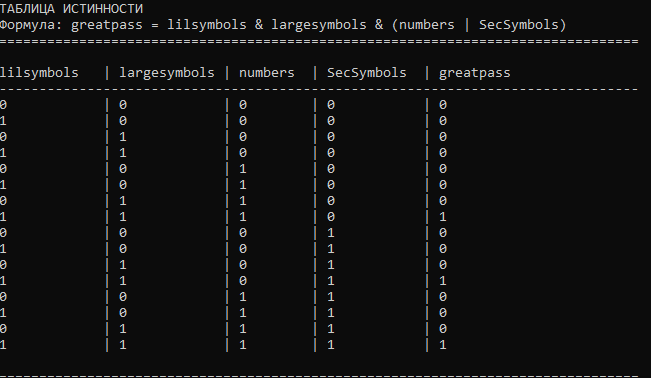 ТАБЛИЦА ИСТИННОСТИ
Формула: greatpass = lilsymbols & largesymbols & (numbers | SecSymbols)
================================================================================
lilsymbols | largesymbols | numbers | SecSymbols | greatpass
--------------------------------------------------------------------------------
0 | 0 | 0 | 0 | 0
1 | 0 | 0 | 0 | 0
0 | 1 | 0 | 0 | 0
1 | 1 | 0 | 0 | 0
0 | 0 | 1 | 0 | 0
1 | 0 | 1 | 0 | 0
0 | 1 | 1 | 0 | 0
1 | 1 | 1 | 0 | 1
0 | 0 | 0 | 1 | 0
1 | 0 | 0 | 1 | 0
0 | 1 | 0 | 1 | 0
1 | 1 | 0 | 1 | 1
0 | 0 | 1 | 1 | 0
1 | 0 | 1 | 1 | 0
0 | 1 | 1 | 1 | 0
1 | 1 | 1 | 1 | 1
================================================================================